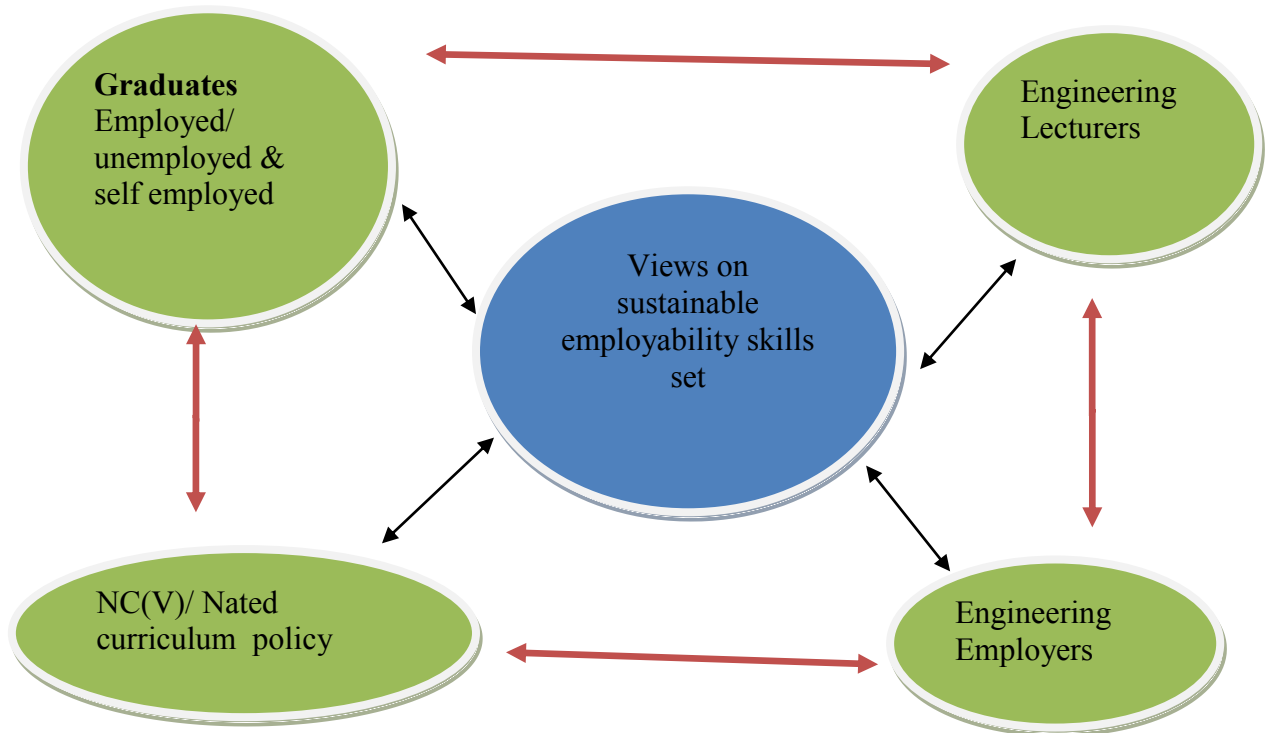 Graduates
Employed/
unemployed &
self employed
Engineering
Lecturers
Views on
sustainable
employability skills
set
NC(V)/ Nated
curriculum policy
Engineering
Employers